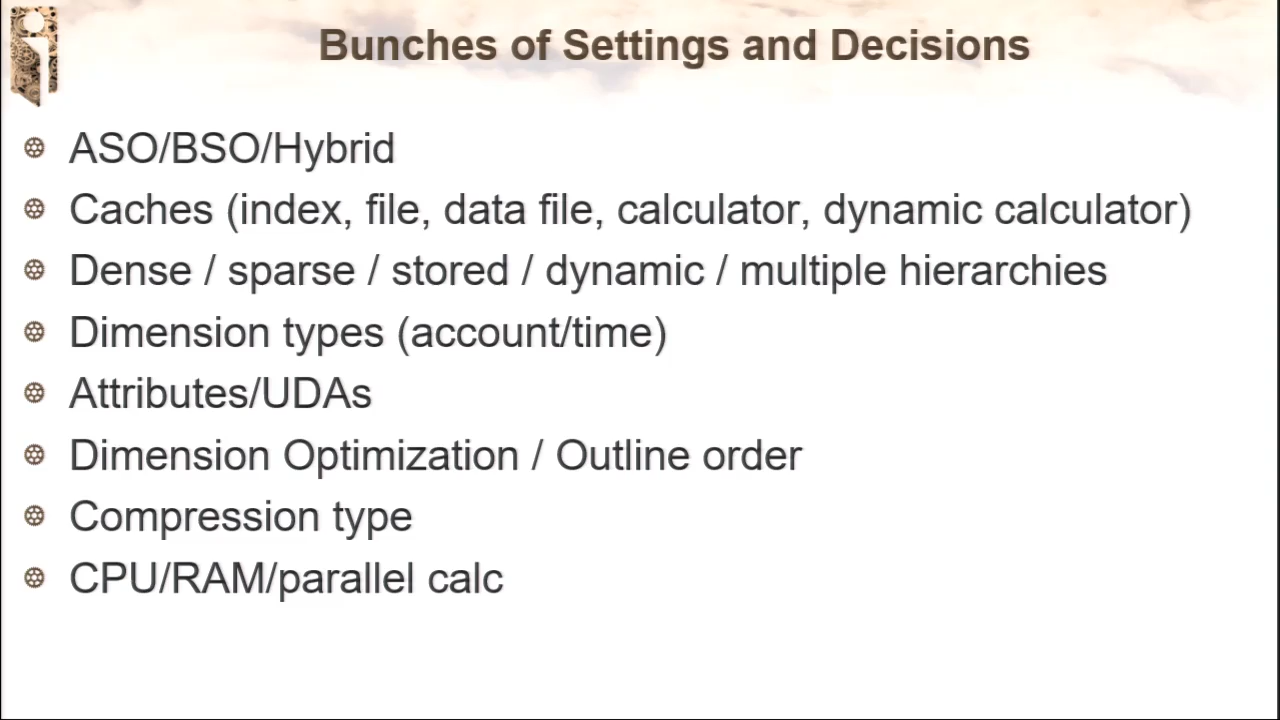 Bunches of Settings and Decisions
ASO/BSO/Hybrid
Caches (index, file, data file, calculator, dynamic calculator)
Dense / sparse / stored / dynamic / multiple hierarchies
Dimension types (account/time)
Attributes/UDAs
Dimension Optimization / Outline order
Compression type
CPU/RAM/parallel calc